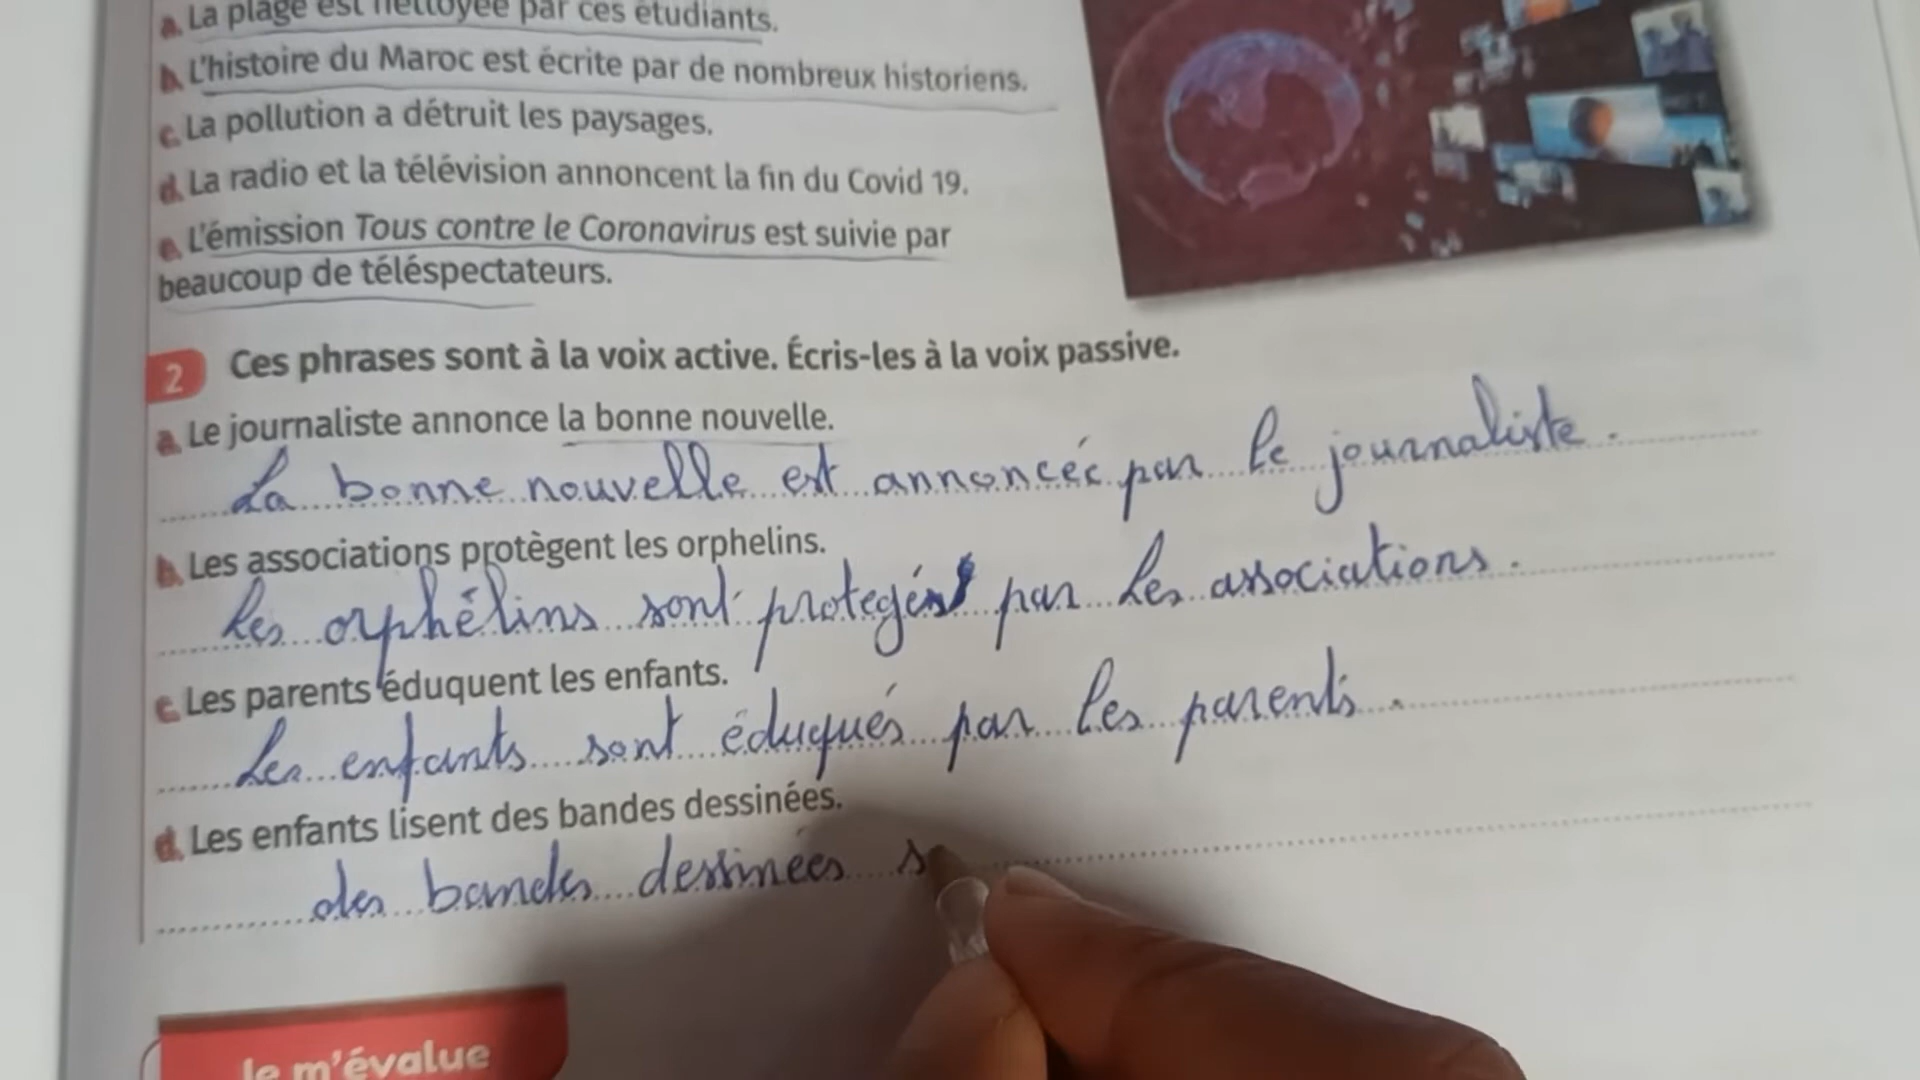 a. La plage est nettoyée par ces étudiants.
b. L'histoire du Maroc est écrite par de nombreux historiens.
c. La pollution a détruit les paysages.
d. La radio et la télévision annoncent la fin du Covid 19.
e. L'émission Tous contre le Coronavirus est suivie par
beaucoup de téléspectateurs.
2 Ces phrases sont à la voix active. Écris-les à la voix passive.
a. Le journaliste annonce la bonne nouvelle.
La bonne nouvelle est annoncée par le journaliste.
b. Les associations protègent les orphelins.
Les orphélins sont protegés par les associations.
c. Les parents éduquent les enfants.
Les enfants sont éduqués par les parents.
d. Les enfants lisent des bandes dessinées.
des bandes dessinées s
Je m'évalue